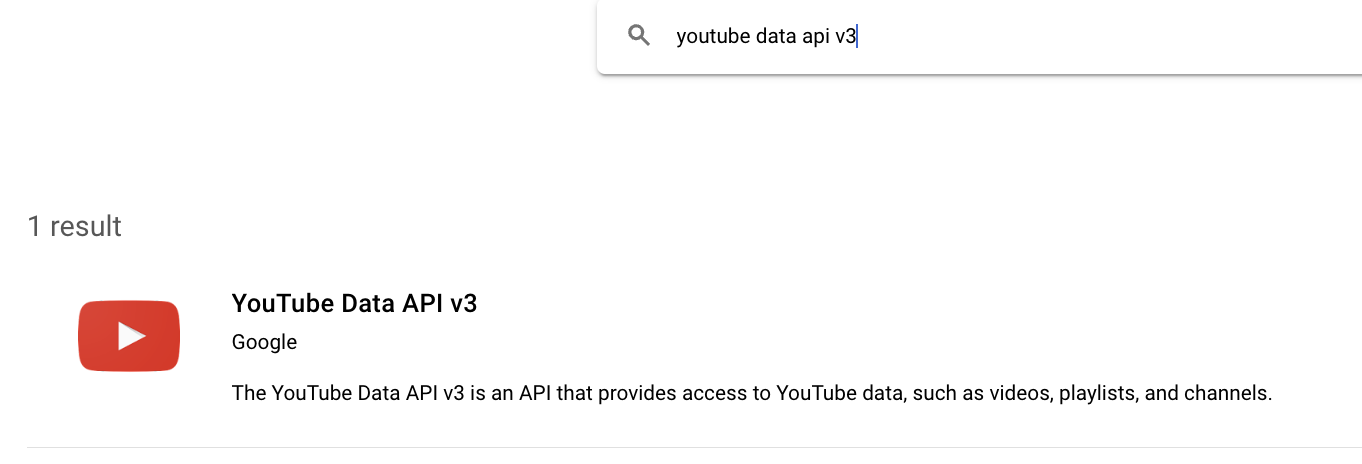 youtube data api v3
1 result
YouTube Data API v3
Google
The YouTube Data API v3 is an API that provides access to YouTube data, such as videos, playlists, and channels.